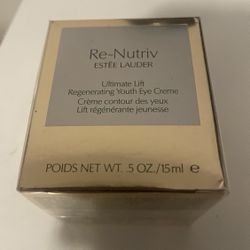 Re-Nutriv
ESTĒE LAUDER
Ultimate Lift
Regenerating Youth Eye Creme
Crème contour des yeux
Lift régénérante jeunesse
POIDS NET WT. .5 OZ./15ml e